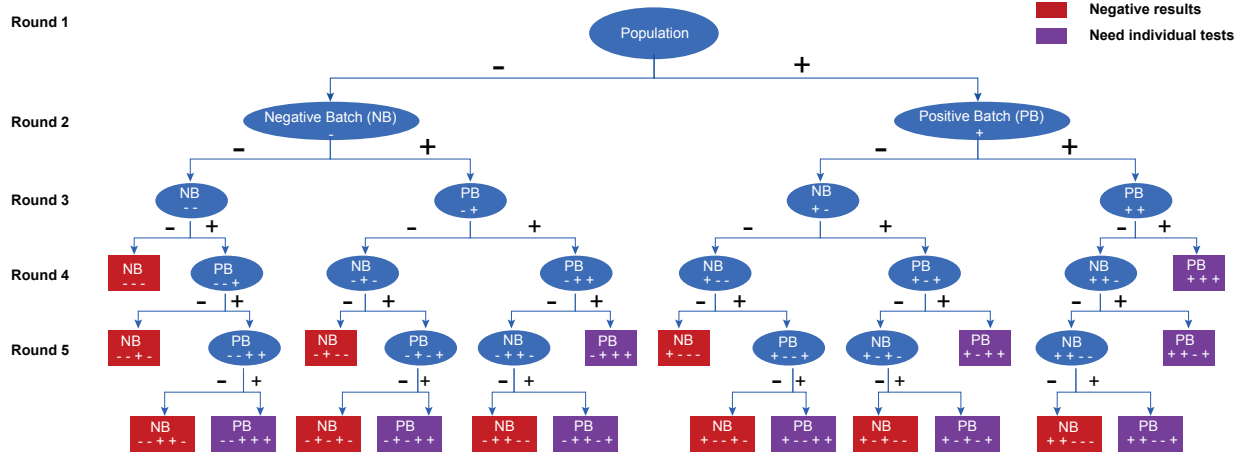 Round 1
Population
Negative results
Need individual tests
- +
Round 2
Negative Batch (NB)
-
Positive Batch (PB)
+
- + - +
Round 3
NB
- -
PB
- +
NB
+ -
PB
+ +
- + - + - + - +
Round 4
NB
- - -
PB
- - +
NB
- + -
PB
- + +
NB
+ - -
PB
+ - +
NB
+ + -
PB
+ + +
- + - + - + - + - + - +
Round 5
NB
- - + -
PB
- - + +
NB
- + - -
PB
- + - +
NB
- + + -
PB
- + + +
NB
+ - - -
PB
+ - - +
NB
+ - + -
PB
+ - + +
NB
+ + - -
PB
+ + - +
- + - + - + - + - + - +
NB
- - + + -
PB
- - + + +
NB
- + - + -
PB
- + - + +
NB
- + + - -
PB
- + + - +
NB
+ - - + -
PB
+ - - + +
NB
+ - + - -
PB
+ - + - +
NB
+ + - - -
PB
+ + - - +